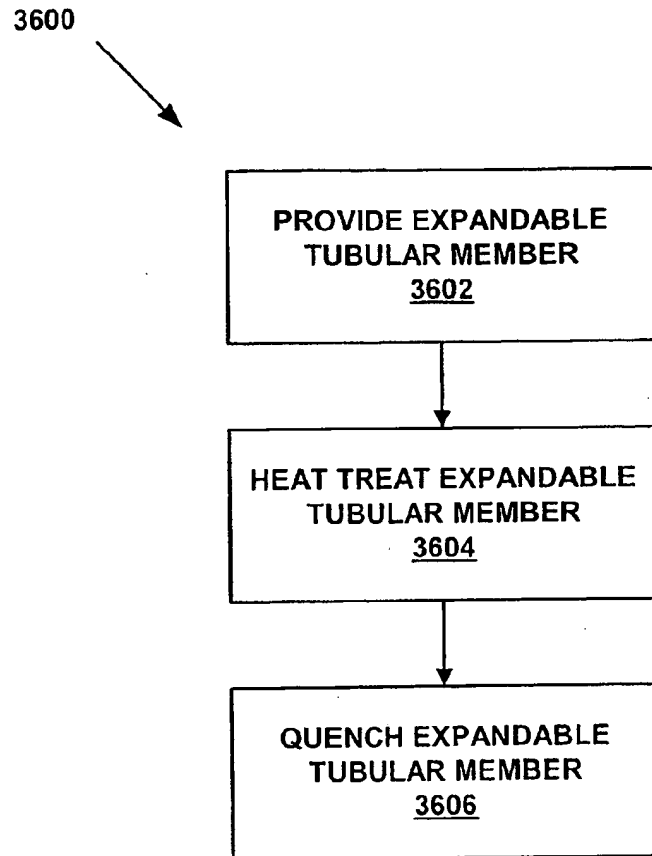 3600
PROVIDE EXPANDABLE
TUBULAR MEMBER
3602
HEAT TREAT EXPANDABLE
TUBULAR MEMBER
3604
QUENCH EXPANDABLE
TUBULAR MEMBER
3606